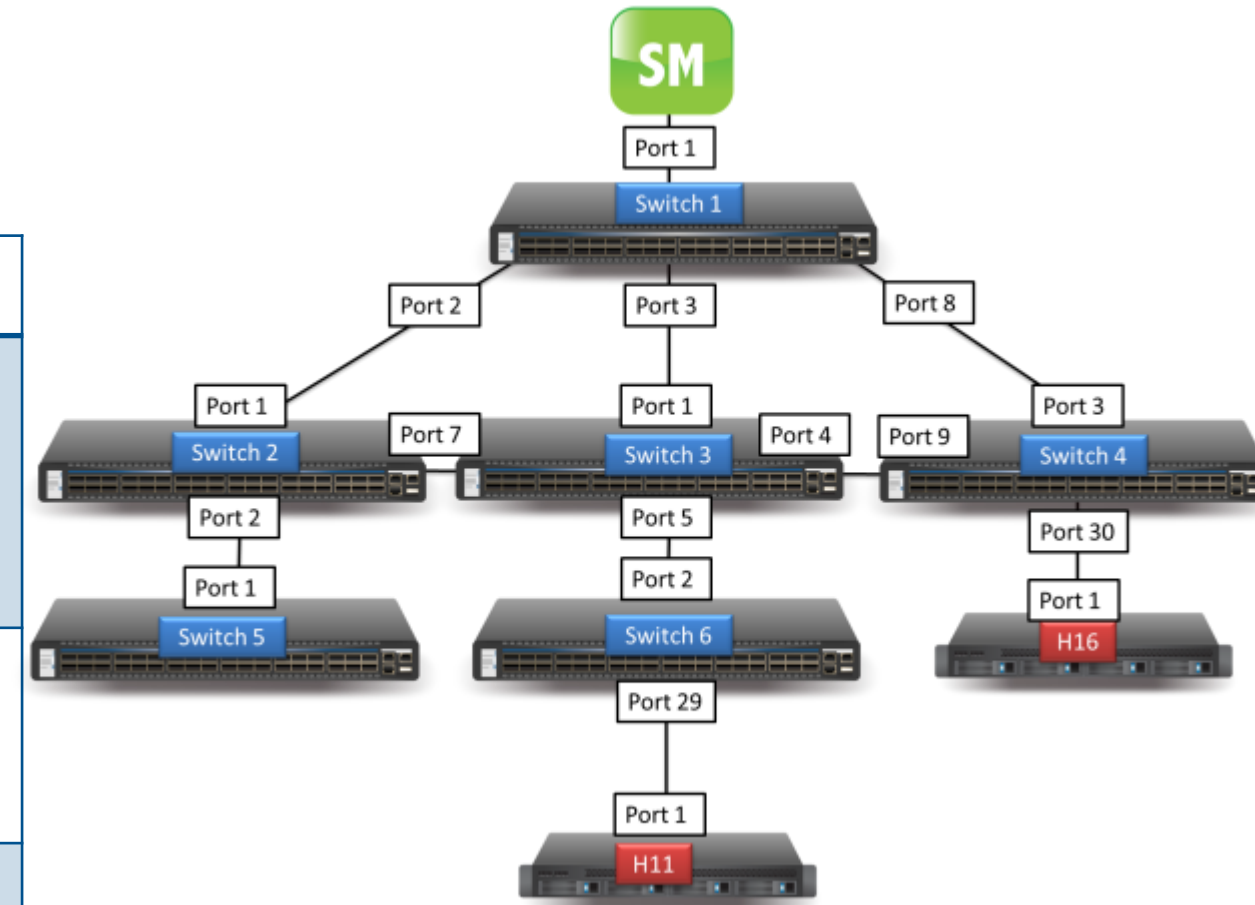 SM
Port 1
Switch 1
Port 2
Port 3
Port 8
Port 1
Port 1
Port 3
Port 7
Port 4
Port 9
Switch 2
Switch 3
Switch 4
Port 2
Port 5
Port 30
Port 1
Port 2
Port 1
Switch 5
Switch 6
H16
Port 29
Port 1
H11